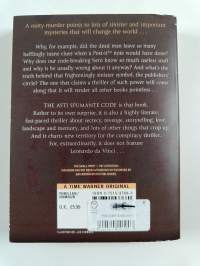 A nutty murder points to lots of sinister and important
mysteries that will change the world . . .
Why, for example, did the dead man leave so many
bafflingly inane clues when a Post-it™ note would have done?
Why does our code-breaking hero know so much useless stuff
and why is he usually wrong about it anyway? And what's the
truth behind that frighteningly sinister symbol, the publishers'
circle? The one that claims a thriller of such power will come
along that it will render all other books pointless . . .
THE ASTI SPUMANTE CODE is that book.
Rather to its own surprise, it is also a highly literate,
fast-paced thriller about secrecy, revenge, storytelling, love,
landscape and memory, and lots of other things that crop up.
And it charts new territory for the conspiracy thriller.
For, extraordinarily, it does not feature
Leonardo da Vinci . . .
A TIME WARNER ORIGINAL
U.K. £5.99